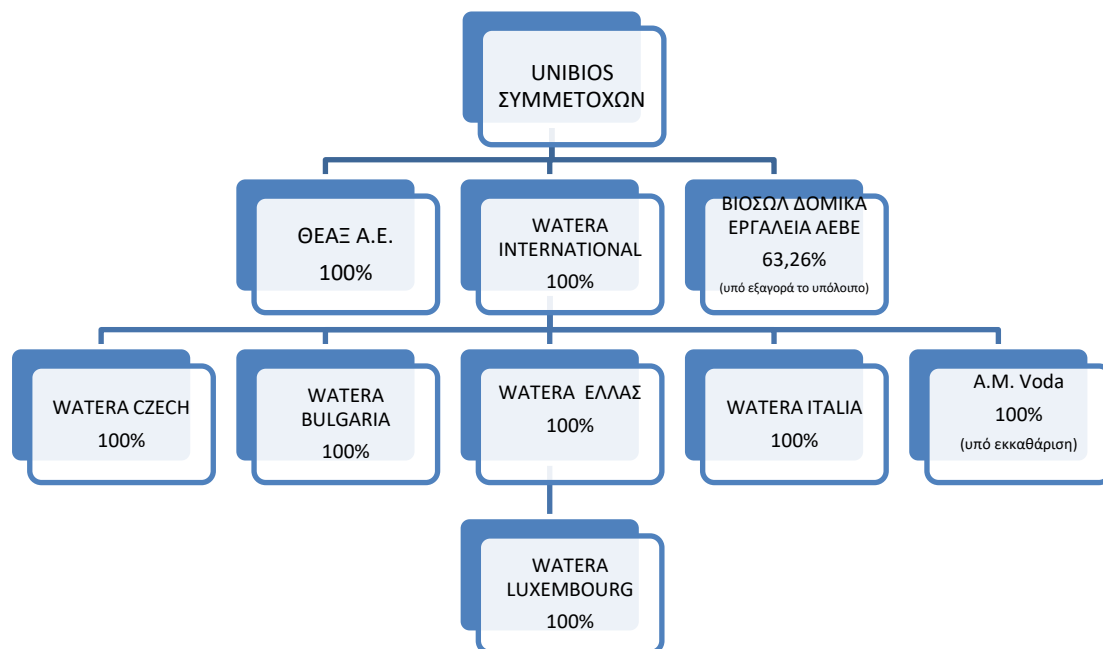 UNIBIOS
ΣΥΜΜΕΤΟΧΩΝ
ΘΕΑΞ Α.Ε.
100%
WATERA
INTERNATIONAL
100%
ΒΙΟΣΩΛ ΔΟΜΙΚΑ
ΕΡΓΑΛΕΙΑ ΑΕΒΕ
63,26%
(υπό εξαγορά το υπόλοιπο)
WATERA CZECH
100%
WATERA
BULGARIA
100%
WATERA ΕΛΛΑΣ
100%
WATERA ITALIA
100%
A.M. Voda
100%
(υπό εκκαθάριση)
WATERA
LUXEMBOURG
100%